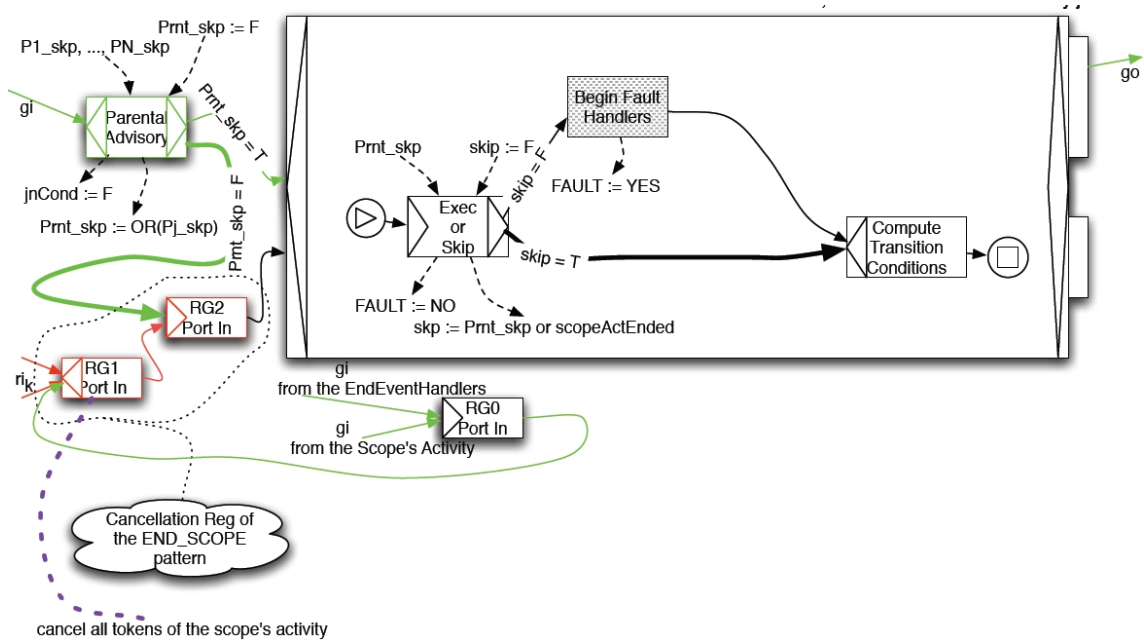 Prnt_skp := F
P1_skp, ..., PN_skp
gi
Parental
Advisory
Prnt_skp = T
jnCond := F
Prnt_skp := OR(Pj_skp)
Prnt_skp = F
RG2
Port In
RG1
Port In
rik
Prnt_skp
skip := F
Exec
or
Skip
skip = F
skip = T
FAULT := NO
skp := Prnt_skp or scopeActEnded
Begin Fault
Handlers
FAULT := YES
Compute
Transition
Conditions
go
gi
from the EndEventHandlers
RG0
Port In
gi
from the Scope's Activity
Cancellation Reg of
the END_SCOPE
pattern
cancel all tokens of the scope's activity